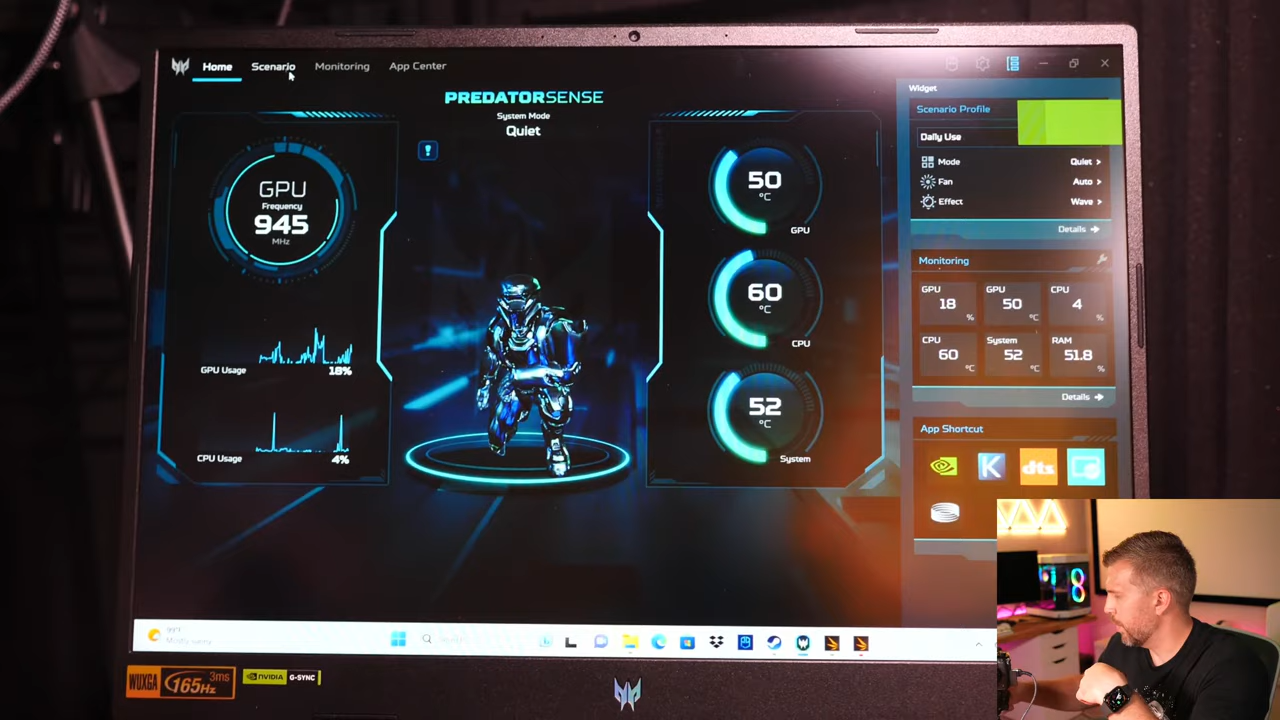 Home Scenario Monitoring App Center
PREDATORSENSE
System Mode
Quiet
GPU
Frequency
945
MHz
GPU Usage
18%
CPU Usage
4%
50
°C
GPU
60
°C
CPU
52
°C
System
Widget
Scenario Profile
Daily Use
Mode Quiet >
Fan Auto >
Effect Wave >
Details
Monitoring
GPU GPU CPU
18 50 4
% °C %
CPU System RAM
60 52 51.8
°C °C %
Details
App Shortcut
K dts
WUXGA 165Hz 3ms
NVIDIA G-SYNC